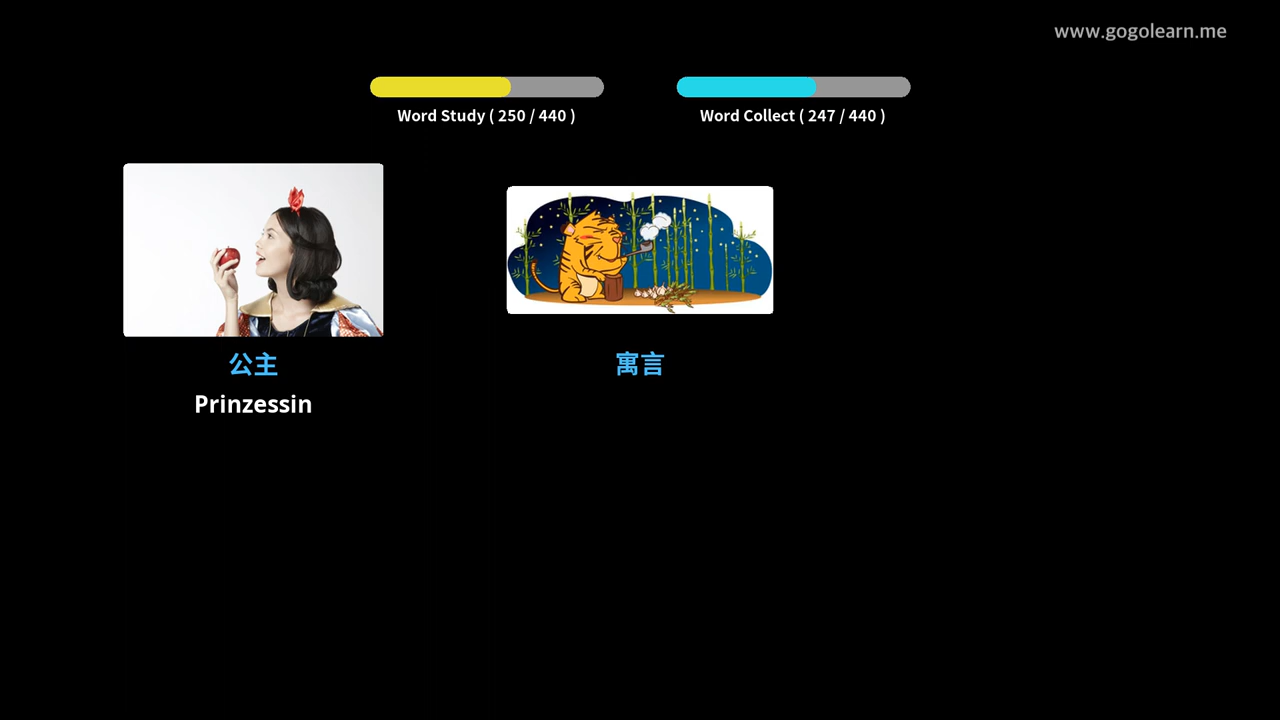 www.gogolearn.me
Word Study ( 250 / 440 )
Word Collect ( 247 / 440 )
公主
Prinzessin
寓言